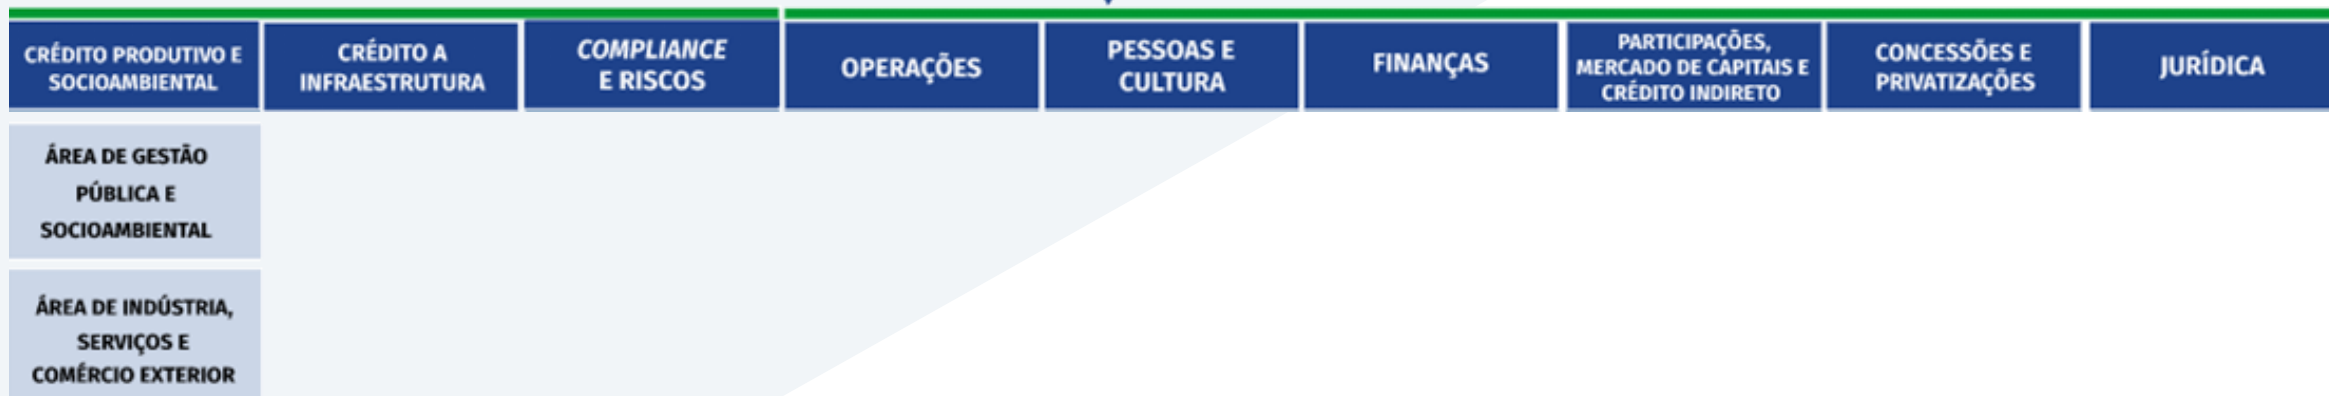 CRÉDITO PRODUTIVO E
SOCIOAMBIENTAL
CRÉDITO A
INFRAESTRUTURA
COMPLIANCE
E RISCOS
OPERAÇÕES
PESSOAS E
CULTURA
FINANÇAS
PARTICIPAÇÕES,
MERCADO DE CAPITAIS E
CRÉDITO INDIRETO
CONCESSÕES E
PRIVATIZAÇÕES
JURÍDICA
ÁREA DE GESTÃO
PÚBLICA E
SOCIOAMBIENTAL
ÁREA DE INDÚSTRIA,
SERVIÇOS E
COMÉRCIO EXTERIOR